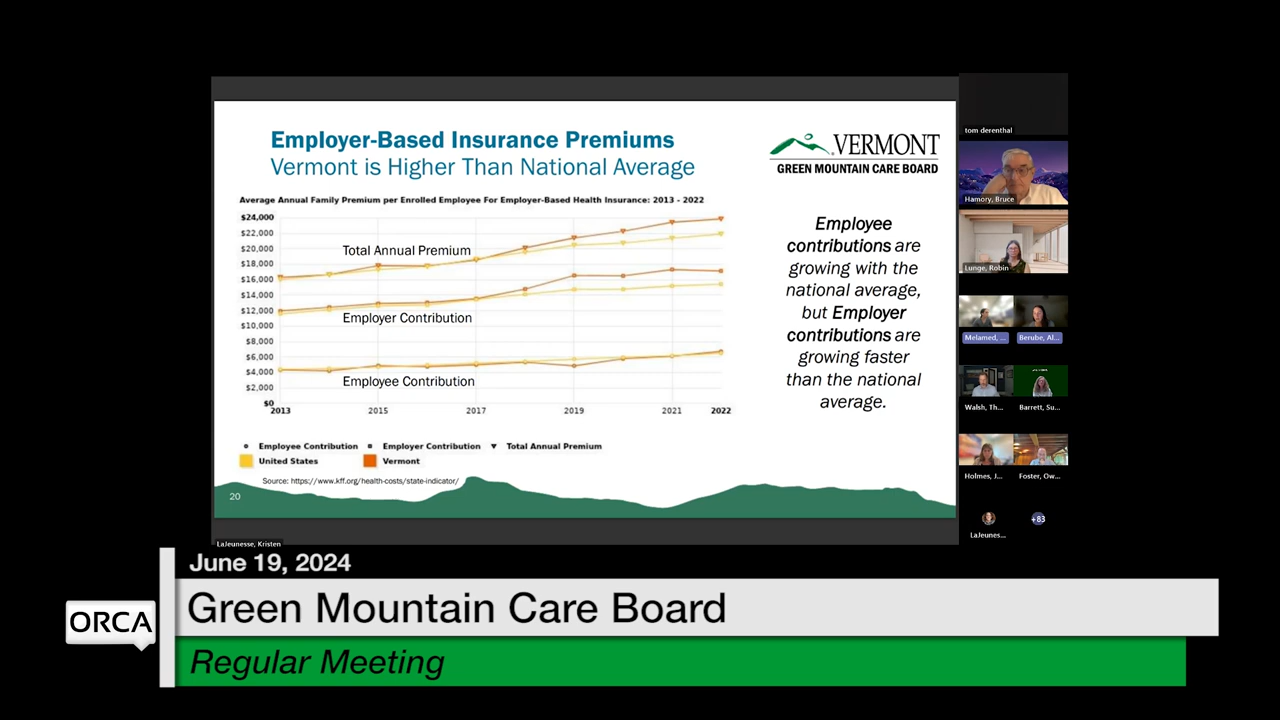 Employer-Based Insurance Premiums
Vermont is Higher Than National Average
VERMONT
GREEN MOUNTAIN CARE BOARD
Average Annual Family Premium per Enrolled Employee For Employer-Based Health Insurance: 2013 - 2022
$24,000
$22,000
$20,000
$18,000
$16,000
$14,000
$12,000
$10,000
$8,000
$6,000
$4,000
$2,000
$0
Total Annual Premium
Employer Contribution
Employee Contribution
2013
2015
2017
2019
2021
2022
Employee Contribution
Employer Contribution
Total Annual Premium
United States
Vermont
Source: https://www.kff.org/health-costs/state-indicator/
20
Employee
contributions are
growing with the
national average,
but Employer
contributions are
growing faster
than the national
average.
tom derenthal
Hamory, Bruce
Lunge, Robin
Melamed, ...
Berube, Al...
Walsh, Th...
Barrett, Su...
Holmes, J...
Foster, Ow...
LaJeunes...
+83
LaJeunesse, Kristen
June 19, 2024
ORCA
Green Mountain Care Board
Regular Meeting